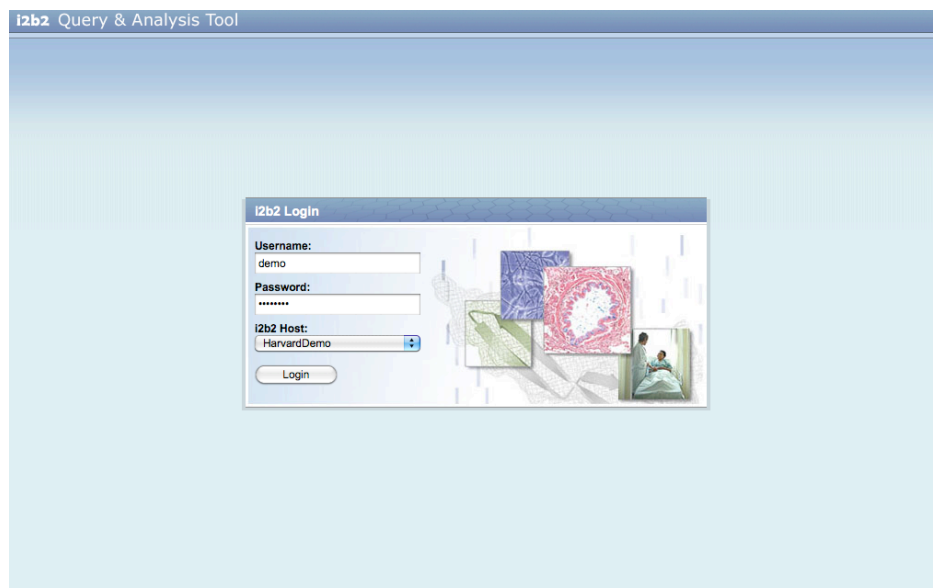 i2b2 Query & Analysis Tool
i2b2 Login
Username:
demo
Password:
••••••••
i2b2 Host:
HarvardDemo
Login